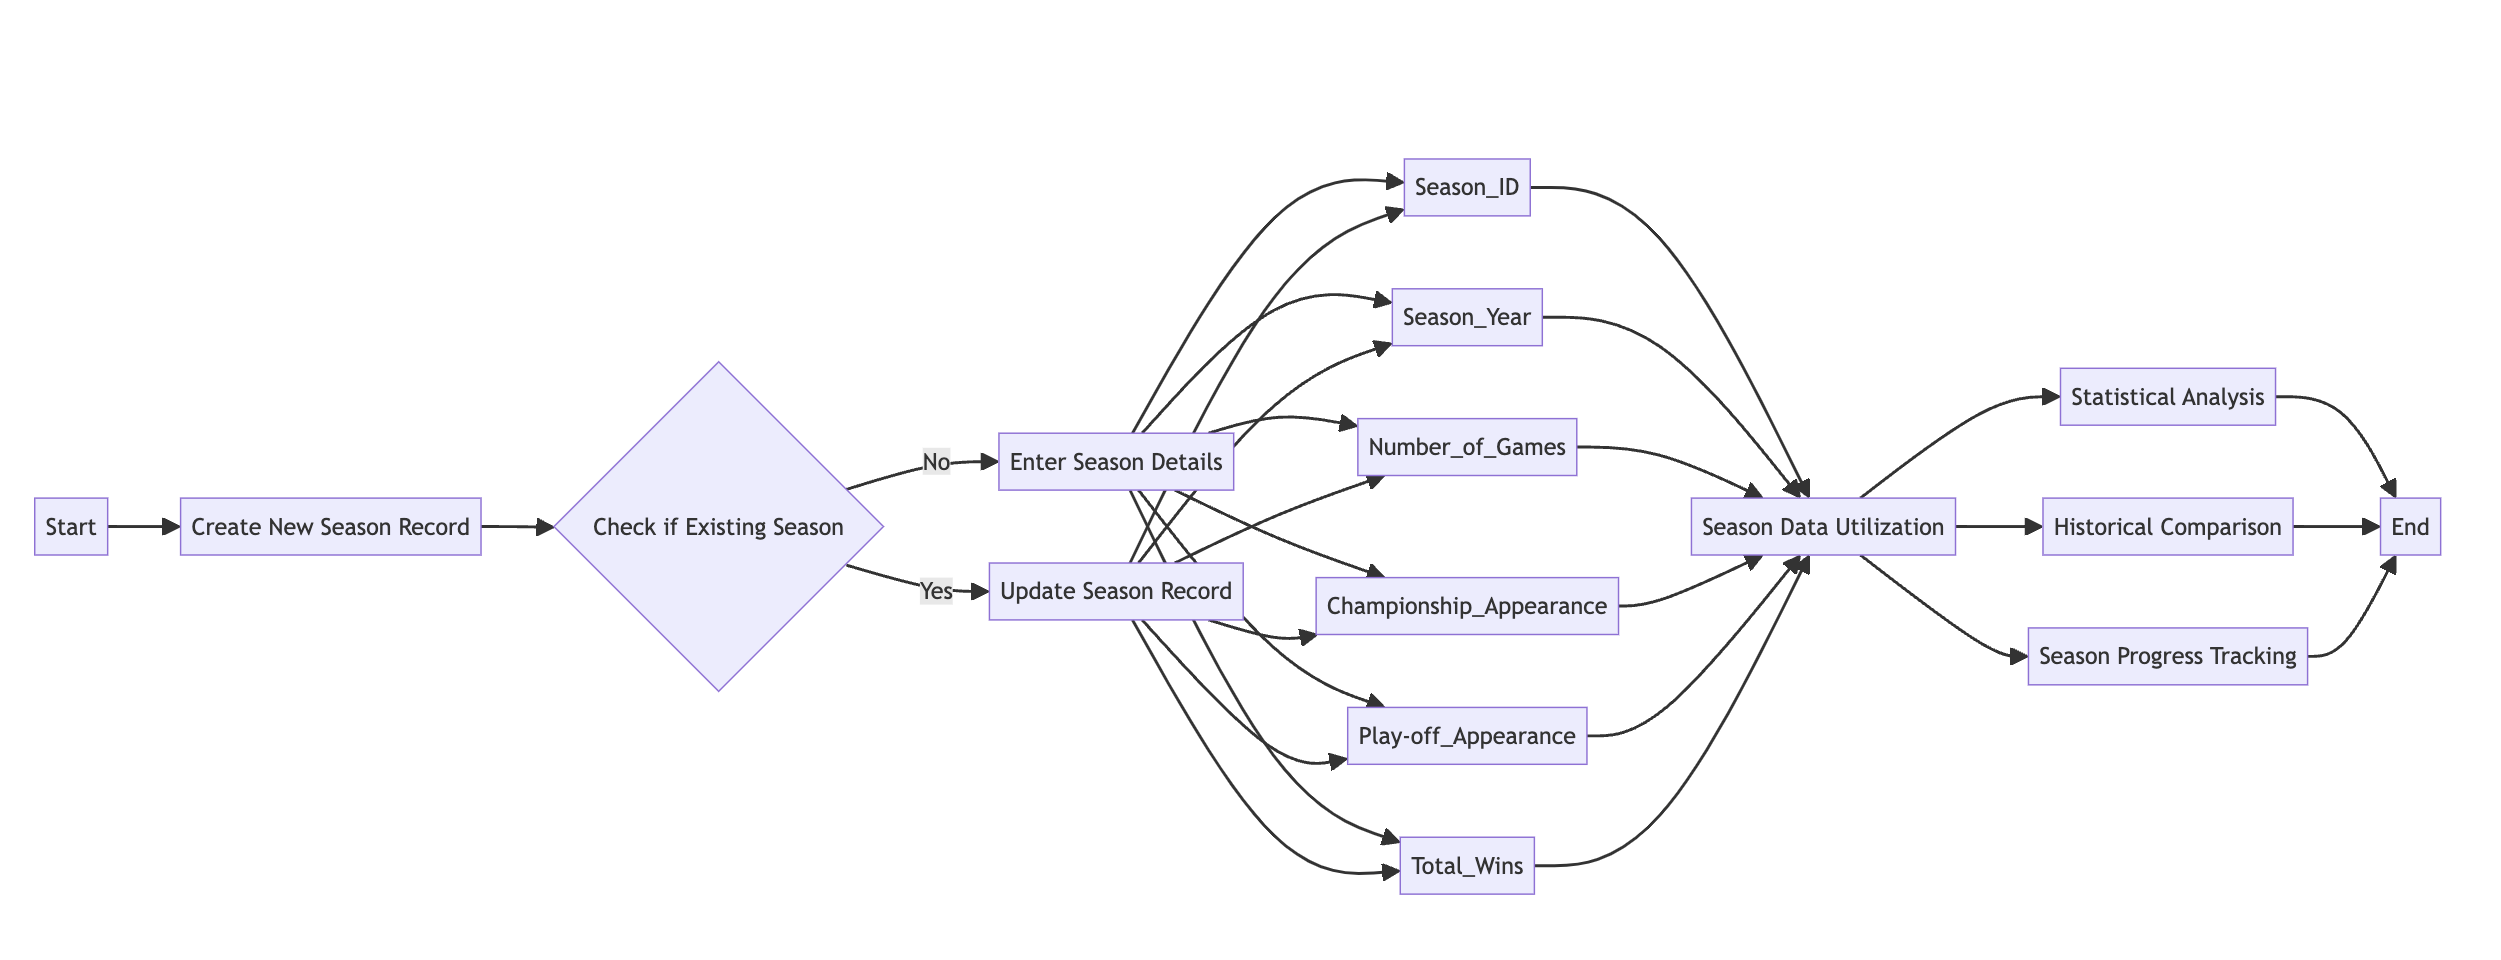 Start
Create New Season Record
Check if Existing Season
No
Yes
Enter Season Details
Update Season Record
Season_ID
Season_Year
Number_of_Games
Championship_Appearance
Play-off_Appearance
Total_Wins
Season Data Utilization
Statistical Analysis
Historical Comparison
Season Progress Tracking
End